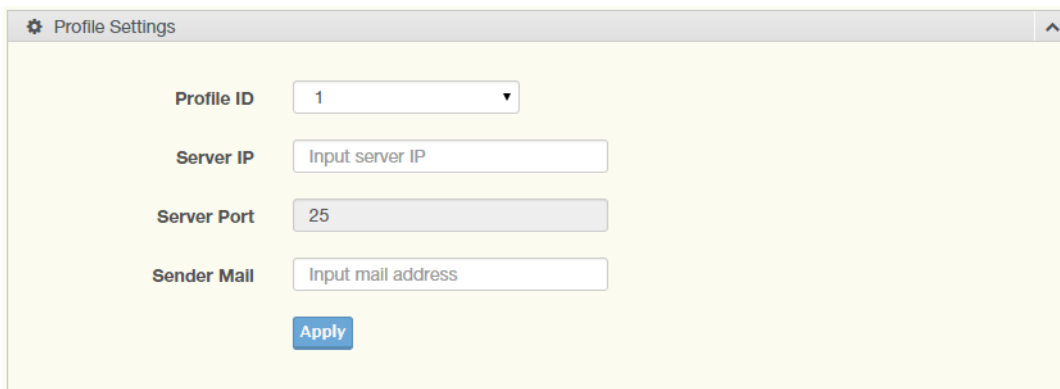 Profile Settings
Profile ID 1
Server IP Input server IP
Server Port 25
Sender Mail Input mail address
Apply